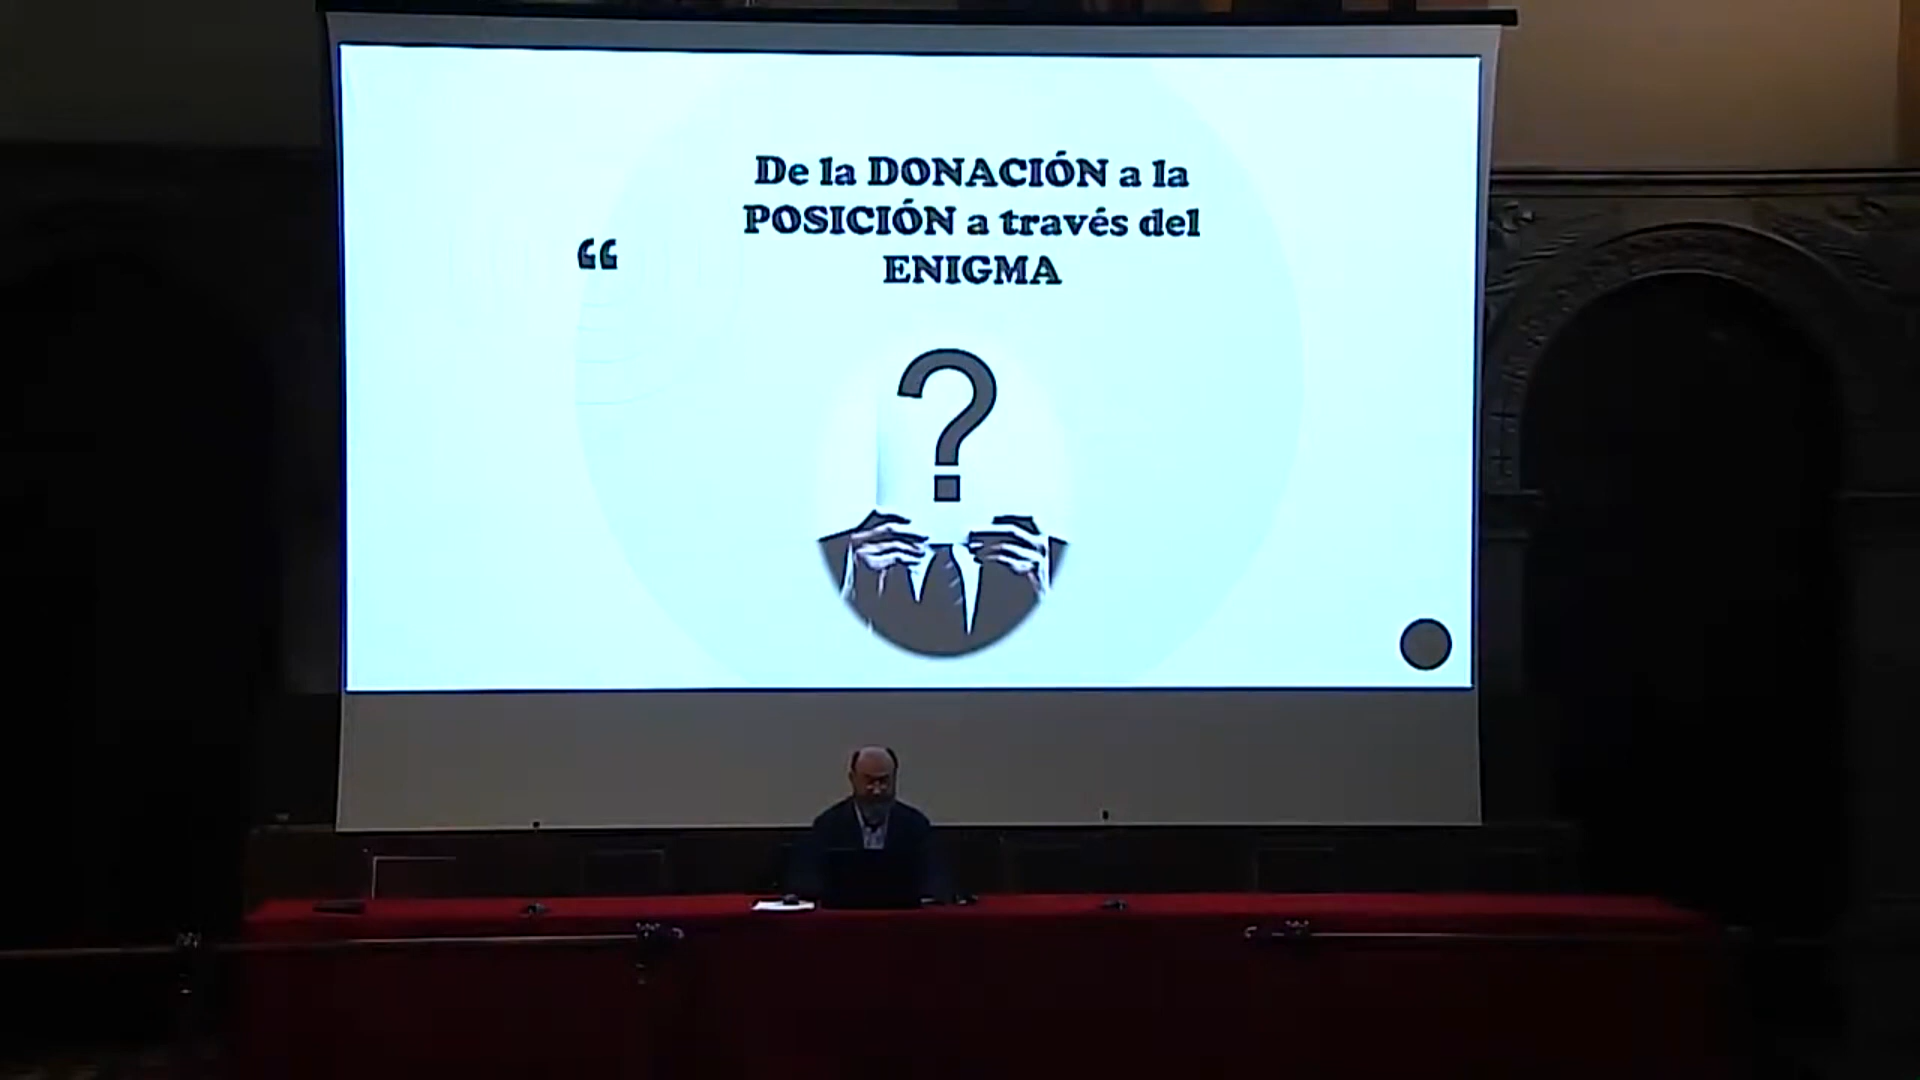 De la DONACIÓN a la
POSICIÓN a través del
“
ENIGMA
?